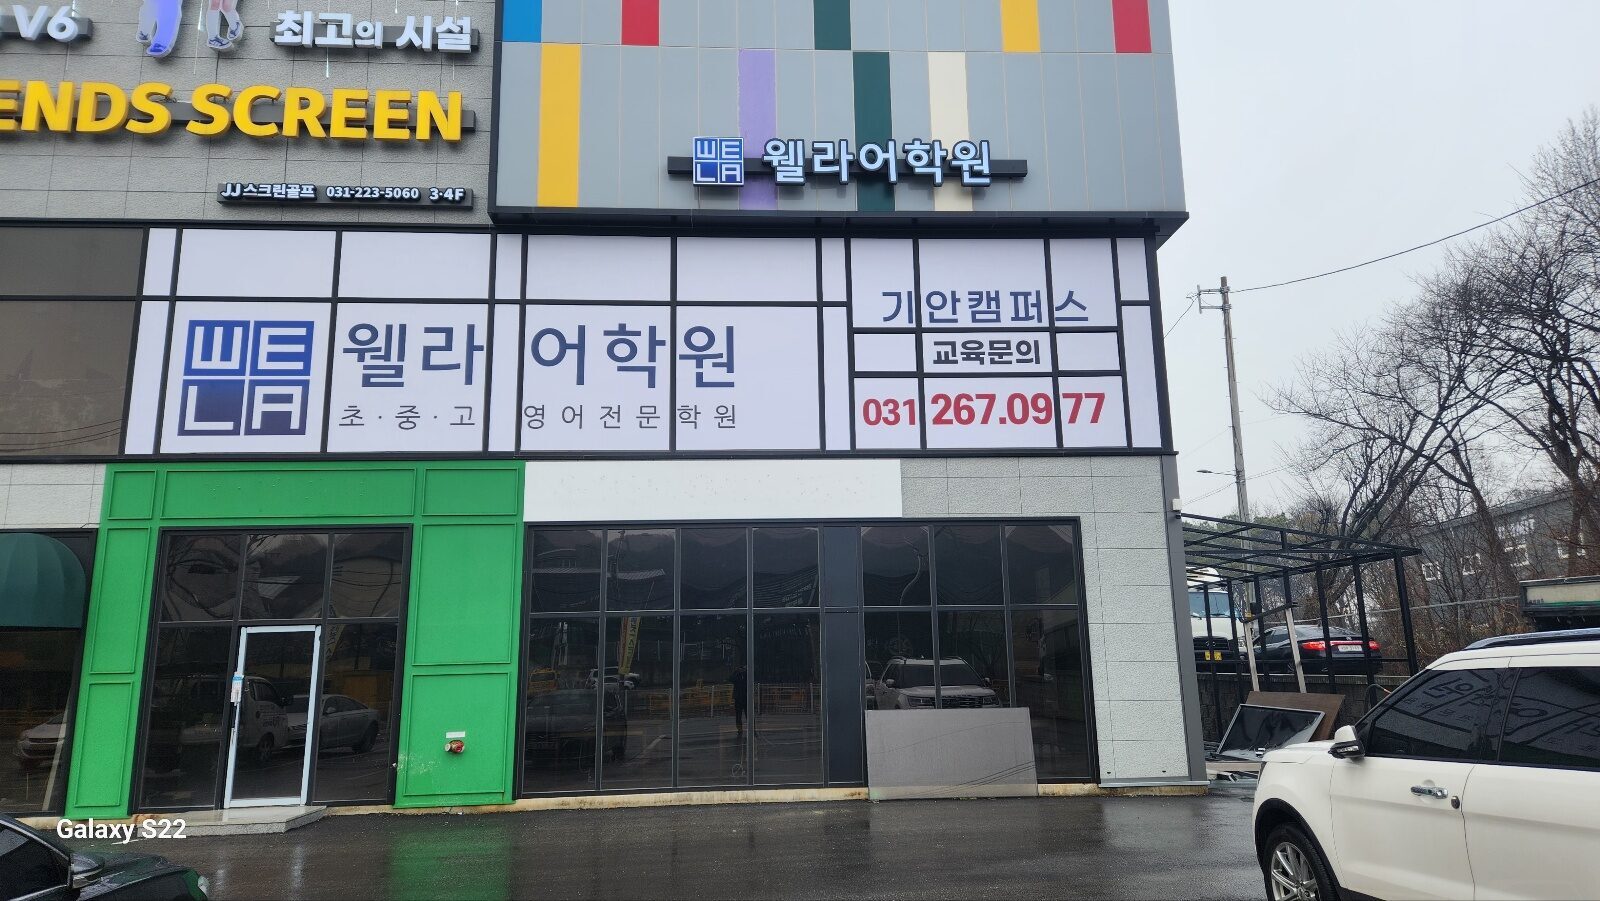 V6
최고의 시설
ENDS SCREEN
JJ스크린골프 031-223-5060 3·4F
WELA 웰라어학원
WELA 웰라어학원
초·중·고 영어전문학원
기안캠퍼스
교육문의
031 267.0977
Galaxy S22